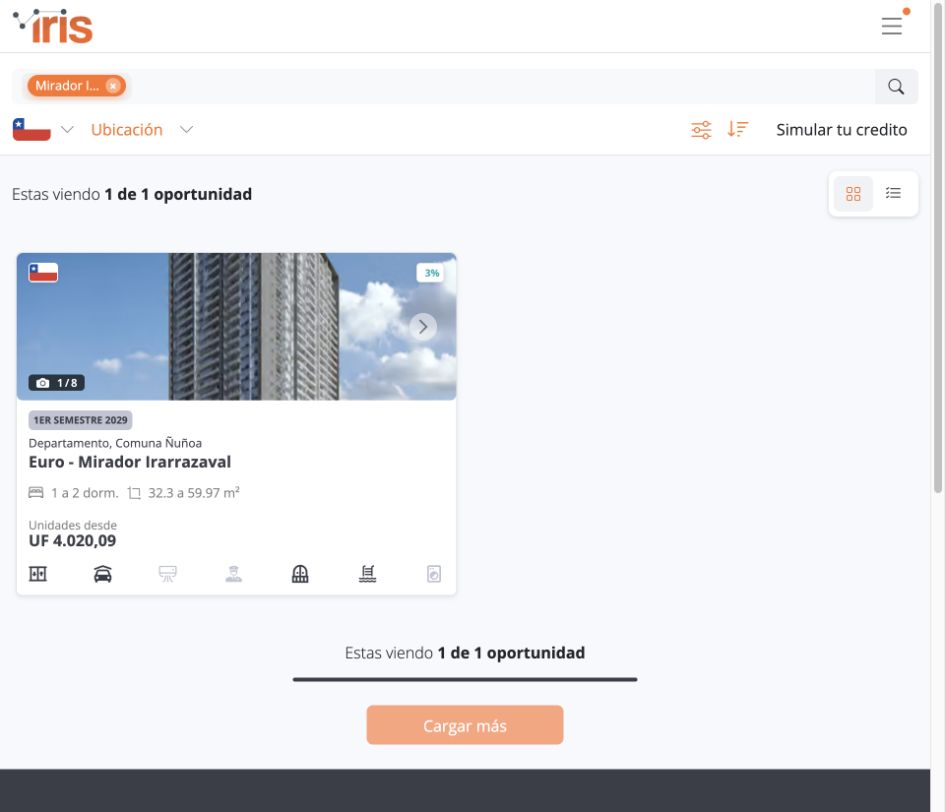 iris
Mirador I...
Ubicación
Simular tu credito
Estas viendo 1 de 1 oportunidad
3%
1/8
1ER SEMESTRE 2029
Departamento, Comuna Ñuñoa
Euro - Mirador Irarrazaval
1 a 2 dorm. 32.3 a 59.97 m²
Unidades desde
UF 4.020,09
Estas viendo 1 de 1 oportunidad
Cargar más